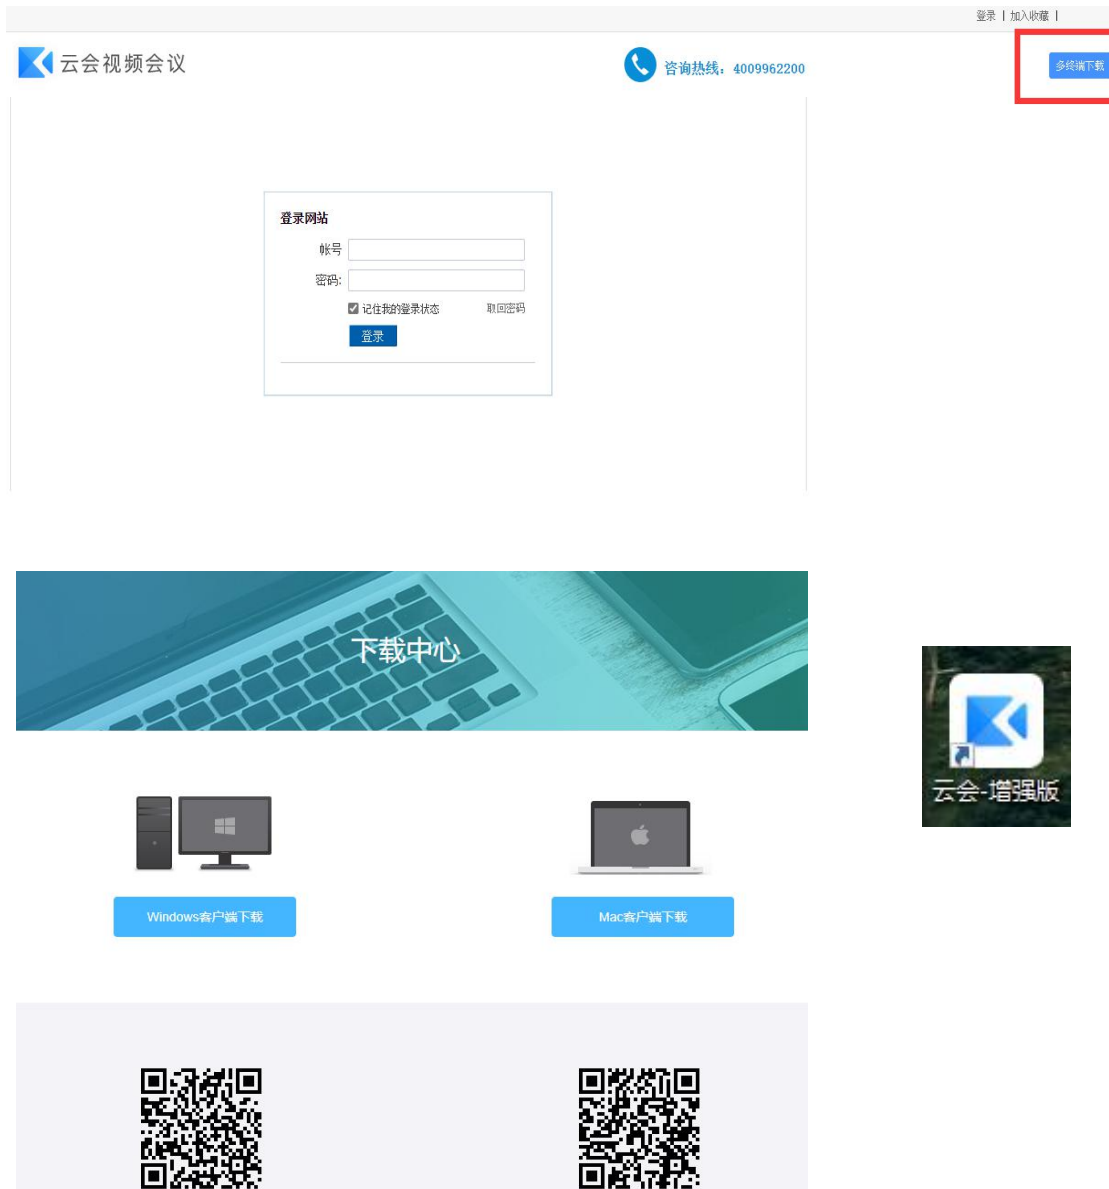 登录 | 加入收藏 |
云会视频会议
咨询热线：4009962200
多终端下载
登录网站
帐号
密码:
记住我的登录状态 取回密码
登录
下载中心
云会-增强版
Windows客户端下载
Mac客户端下载